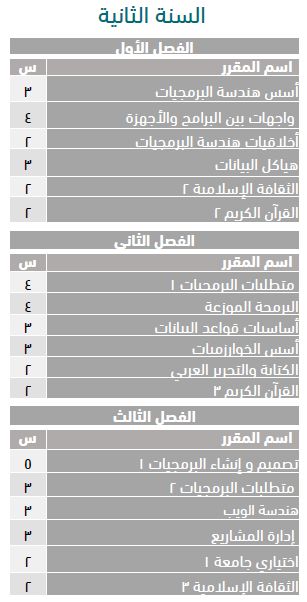 السنة الثانية
الفصل الأول
اسم المقرر س
أسس هندسة البرمجيات ٣
واجهات بين البرامج والأجهزة ٤
أخلاقيات هندسة البرمجيات ٢
هياكل البيانات ٣
الثقافة الإسلامية ٢ ٢
القرآن الكريم ٢ ٢
الفصل الثاني
اسم المقرر س
متطلبات البرمجيات ١ ٤
البرمجة الموزعة ٤
أساسيات قواعد البيانات ٣
أسس الخوارزميات ٣
الكتابة والتحرير العربي ٢
القرآن الكريم ٣ ٢
الفصل الثالث
اسم المقرر س
تصميم و إنشاء البرمجيات ١ ٥
متطلبات البرمجيات ٢ ٣
هندسة الويب ٣
إدارة المشاريع ٣
اختياري جامعة ١ ٢
الثقافة الإسلامية ٣ ٢